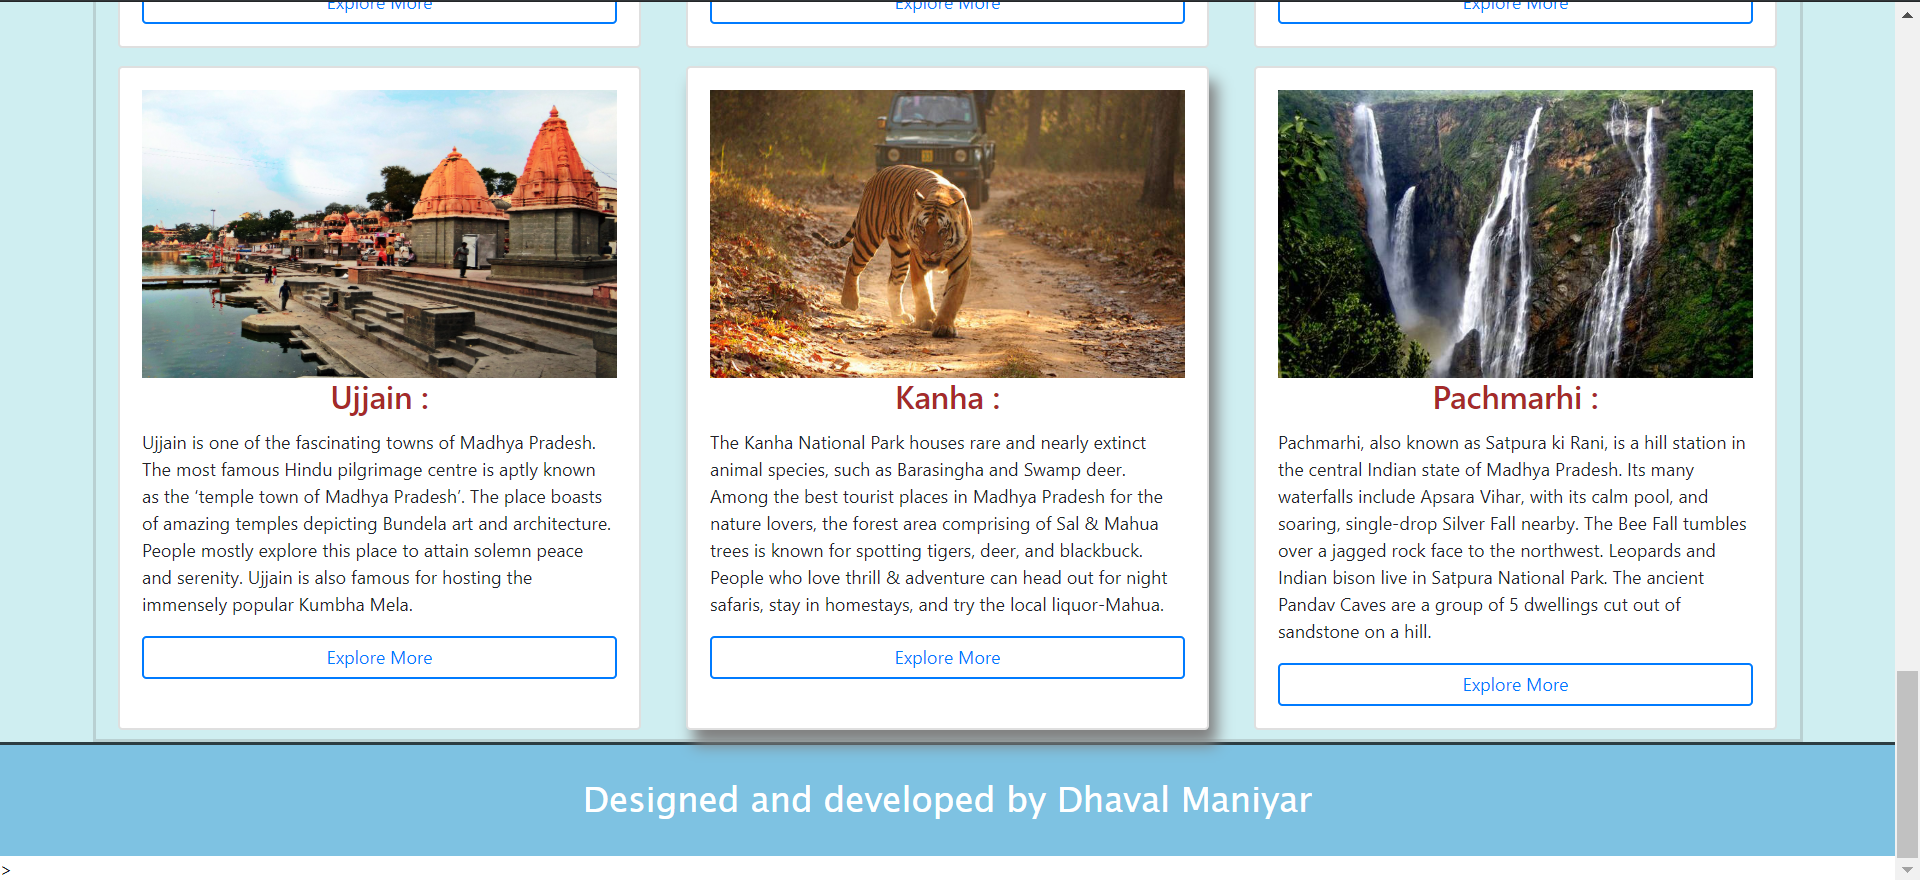 Explore More
Explore More
Explore More
Ujjain :
Ujjain is one of the fascinating towns of Madhya Pradesh.
The most famous Hindu pilgrimage centre is aptly known
as the ‘temple town of Madhya Pradesh’. The place boasts
of amazing temples depicting Bundela art and architecture.
People mostly explore this place to attain solemn peace
and serenity. Ujjain is also famous for hosting the
immensely popular Kumbha Mela.
Explore More
Kanha :
The Kanha National Park houses rare and nearly extinct
animal species, such as Barasingha and Swamp deer.
Among the best tourist places in Madhya Pradesh for the
nature lovers, the forest area comprising of Sal & Mahua
trees is known for spotting tigers, deer, and blackbuck.
People who love thrill & adventure can head out for night
safaris, stay in homestays, and try the local liquor-Mahua.
Explore More
Pachmarhi :
Pachmarhi, also known as Satpura ki Rani, is a hill station in
the central Indian state of Madhya Pradesh. Its many
waterfalls include Apsara Vihar, with its calm pool, and
soaring, single-drop Silver Fall nearby. The Bee Fall tumbles
over a jagged rock face to the northwest. Leopards and
Indian bison live in Satpura National Park. The ancient
Pandav Caves are a group of 5 dwellings cut out of
sandstone on a hill.
Explore More
Designed and developed by Dhaval Maniyar
>